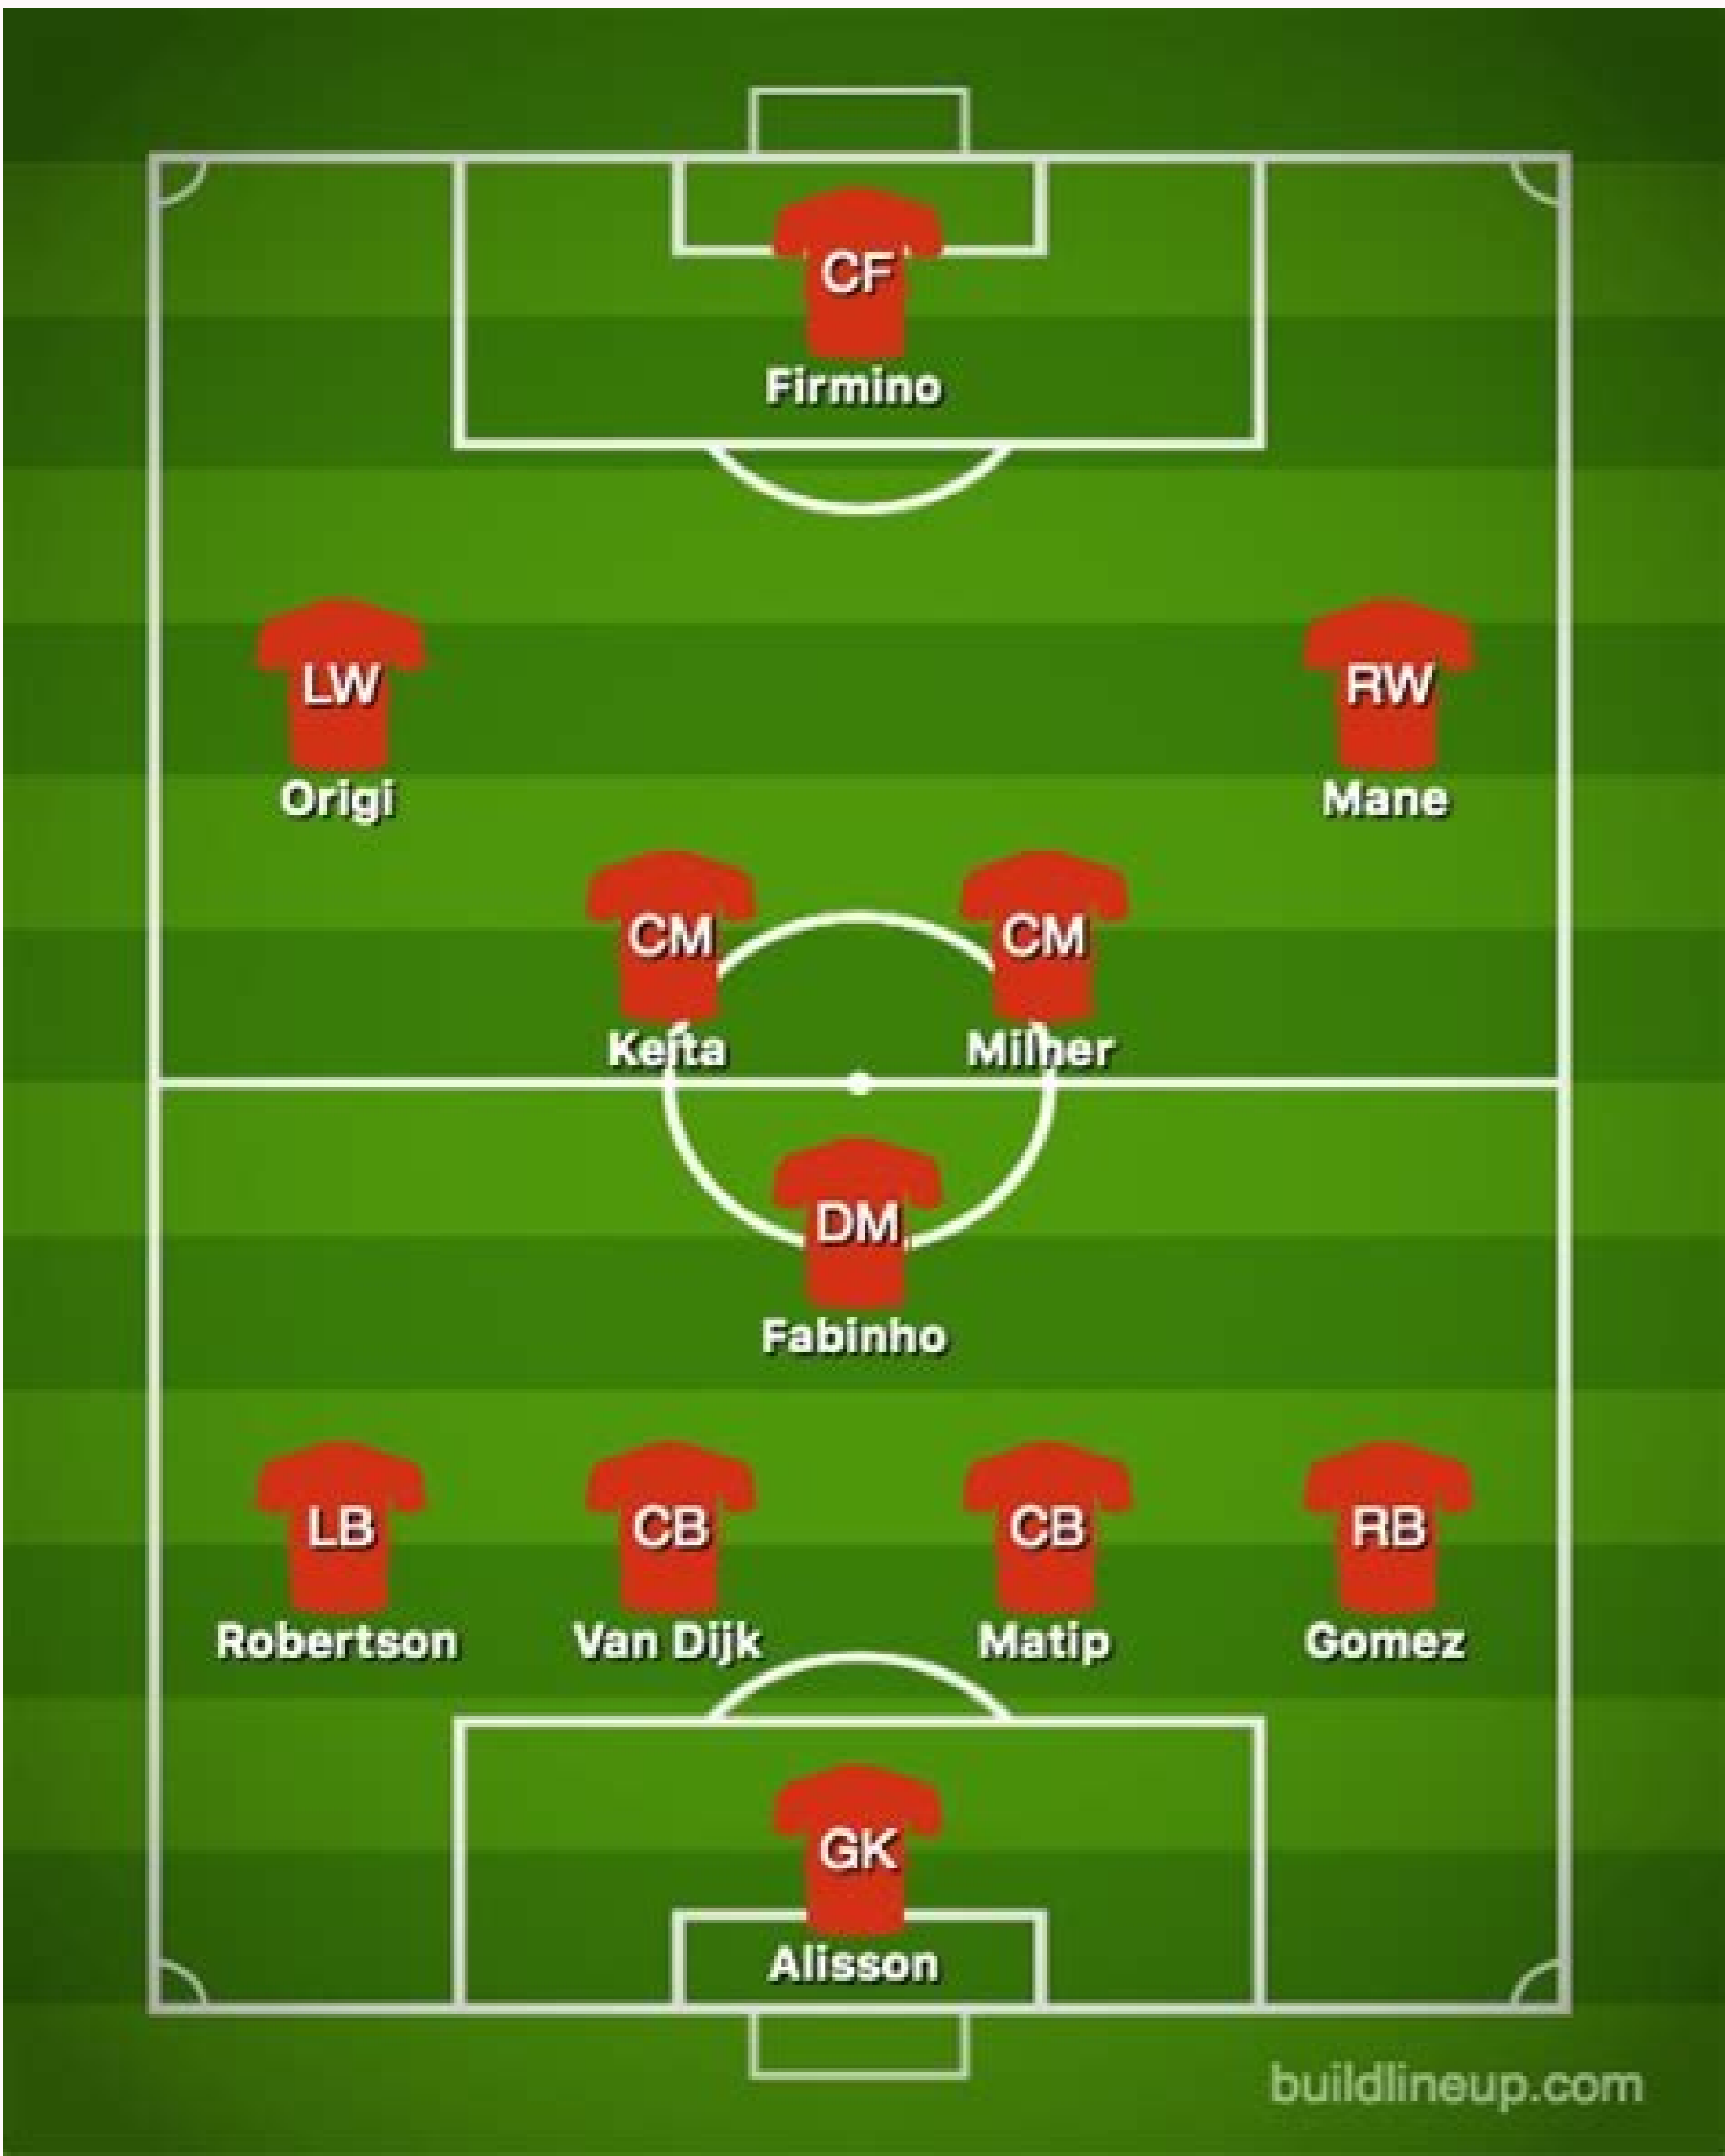 CF
Firmino
LW
RW
Origi
Mane
CM
CM
Keita
Milner
DM
Fabinho
LB
CB
CB
RB
Robertson
Van Dijk
Matip
Gomez
GK
Alisson
buildlineup.com